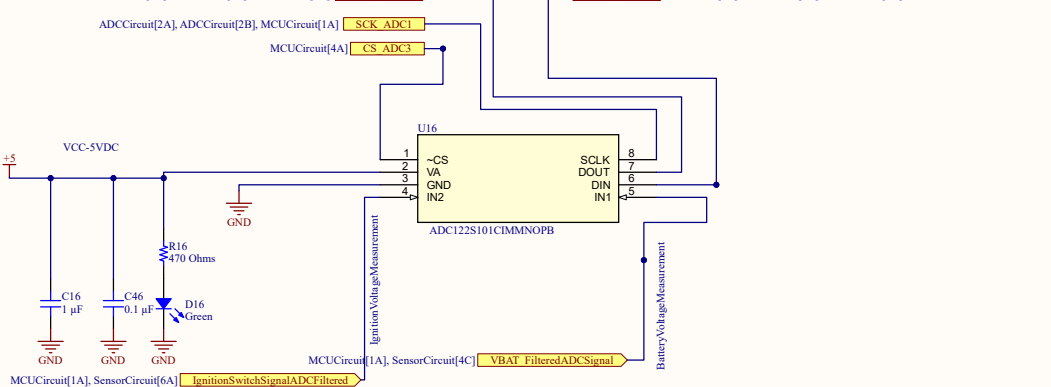 ADCCircuit[2A], ADCCircuit[2B], MCUCircuit[1A] SCK_ADC1
MCUCircuit[4A] CS_ADC3
U16
VCC-5VDC
+5
1 ~CS SCLK 8
2 VA DOUT 7
3 GND DIN 6
4 IN2 IN1 5
GND
ADC122S101CIMMNOPB
IgnitionVoltageMeasurement
BatteryVoltageMeasurement
R16
470 Ohms
C16
1 µF
C46
0.1 µF
D16
Green
GND
GND
GND
MCUCircuit[1A], SensorCircuit[4C] VBAT_FilteredADCSignal
MCUCircuit[1A], SensorCircuit[6A] IgnitionSwitchSignalADCFiltered